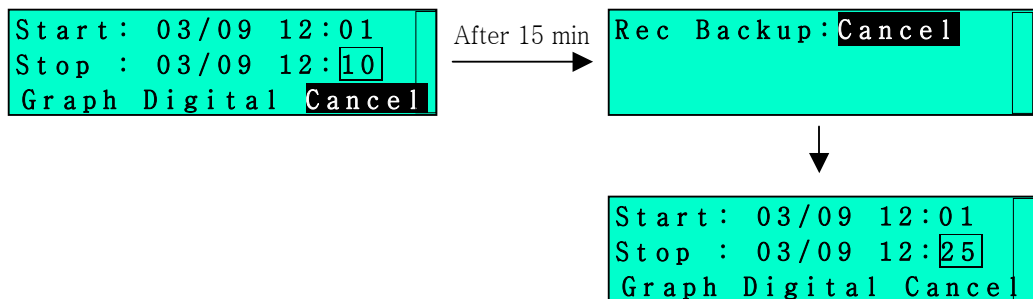 Start: 03/09 12:01
Stop : 03/09 12:10
Graph Digital Cancel
After 15 min
Rec Backup:Cancel
Start: 03/09 12:01
Stop : 03/09 12:25
Graph Digital Cancel